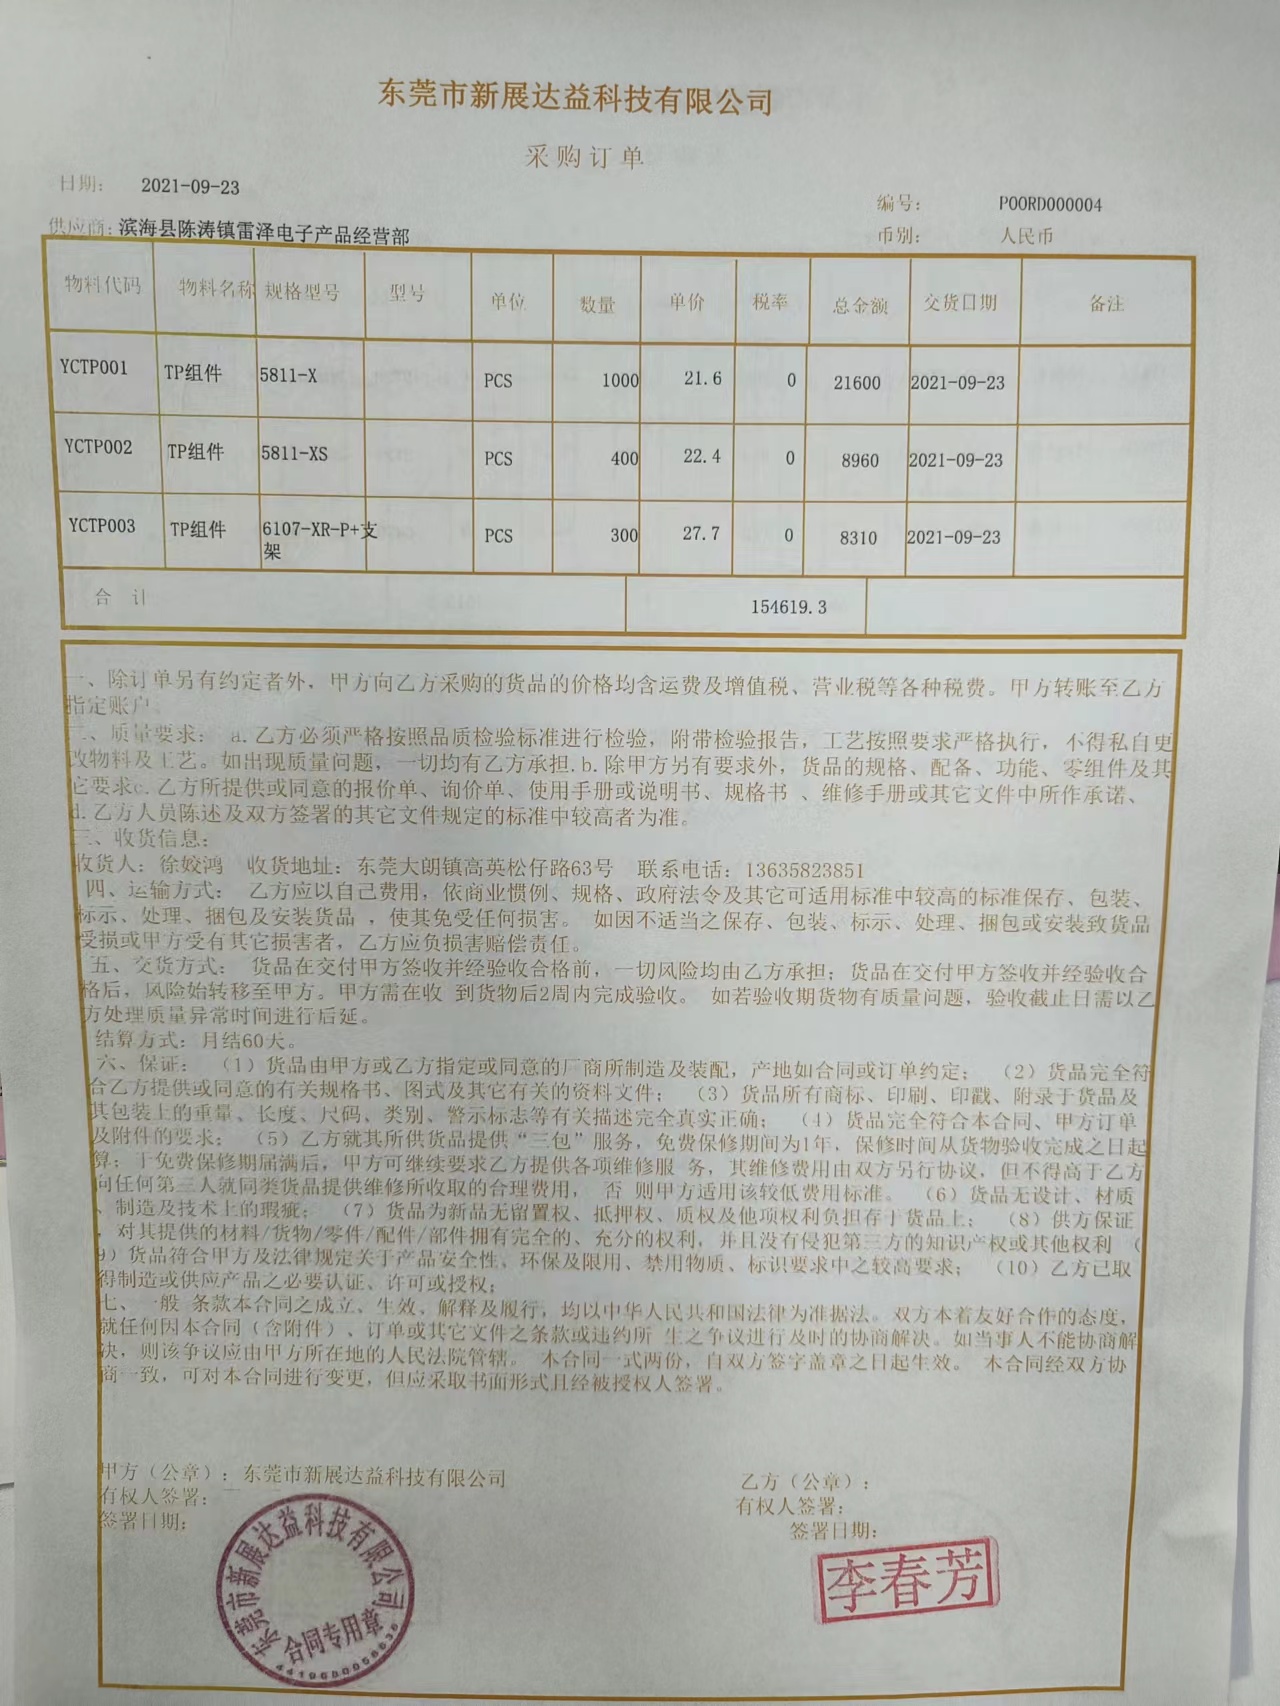 东莞市新展达益科技有限公司
采购订单
日期： 2021-09-23
编号： POORD000004
供应商: 滨海县陈涛镇雷泽电子产品经营部
币别： 人民币
物料代码 物料名称 规格型号 型号 单位 数量 单价 税率 总金额 交货日期 备注
YCTP001 TP组件 5811-X PCS 1000 21.6 0 21600 2021-09-23
YCTP002 TP组件 5811-XS PCS 400 22.4 0 8960 2021-09-23
YCTP003 TP组件 6107-XR-P+支架 PCS 300 27.7 0 8310 2021-09-23
合 计 154619.3
一、除订单另有约定者外，甲方向乙方采购的货品的价格均含运费及增值税、营业税等各种税费。甲方转账至乙方
指定账户。
二、质量要求： a.乙方必须严格按照品质检验标准进行检验，附带检验报告，工艺按照要求严格执行，不得私自更
改物料及工艺。如出现质量问题，一切均有乙方承担.b.除甲方另有要求外，货品的规格、配备、功能、零组件及其
它要求c.乙方所提供或同意的报价单、询价单、使用手册或说明书、规格书 、维修手册或其它文件中所作承诺、
d.乙方人员陈述及双方签署的其它文件规定的标准中较高者为准。
三、收货信息：
收货人：徐姣鸿 收货地址：东莞大朗镇高英松仔路63号 联系电话：13635823851
四、运输方式： 乙方应以自己费用，依商业惯例、规格、政府法令及其它可适用标准中较高的标准保存、包装、
标示、处理、捆包及安装货品 ，使其免受任何损害。 如因不适当之保存、包装、标示、处理、捆包或安装致货品
受损或甲方受有其它损害者，乙方应负损害赔偿责任。
五、交货方式： 货品在交付甲方签收并经验收合格前，一切风险均由乙方承担；货品在交付甲方签收并经验收合
格后，风险始转移至甲方。甲方需在收 到货物后2周内完成验收。 如若验收期货物有质量问题，验收截止日需以乙
方处理质量异常时间进行后延。
结算方式：月结60天。
六、保证： （1）货品由甲方或乙方指定或同意的厂商所制造及装配，产地如合同或订单约定； （2）货品完全符
合乙方提供或同意的有关规格书、图式及其它有关的资料文件； （3）货品所有商标、印刷、印戳、附录于货品及
其包装上的重量、长度、尺码、类别、警示标志等有关描述完全真实正确； （4）货品完全符合本合同、甲方订单
及附件的要求； （5）乙方就其所供货品提供“三包”服务，免费保修期间为1年，保修时间从货物验收完成之日起
算；于免费保修期届满后，甲方可继续要求乙方提供各项维修服 务，其维修费用由双方另行协议，但不得高于乙方
向任何第三人就同类货品提供维修所收取的合理费用， 否 则甲方适用该较低费用标准。（6）货品无设计、材质
、制造及技术上的瑕疵； （7）货品为新品无留置权、抵押权、质权及他项权利负担存于货品上； （8）供方保证
，对其提供的材料/货物/零件/配件/部件拥有完全的、充分的权利，并且没有侵犯第三方的知识产权或其他权利 （
9）货品符合甲方及法律规定关于产品安全性，环保及限用、禁用物质、标识要求中之较高要求； （10）乙方已取
得制造或供应产品之必要认证、许可或授权；
七、一般 条款本合同之成立、生效、解释及履行，均以中华人民共和国法律为准据法。双方本着友好合作的态度，
就任何因本合同（含附件）、订单或其它文件之条款或违约所 生之争议进行及时的协商解决。如当事人不能协商解
决，则该争议应由甲方所在地的人民法院管辖。 本合同一式两份，自双方签字盖章之日起生效。 本合同经双方协
商一致，可对本合同进行变更，但应采取书面形式且经被授权人签署。
甲方（公章）：东莞市新展达益科技有限公司
乙方（公章）：
有权人签署：
有权人签署：
签署日期：
签署日期：
东莞市新展达益科技有限公司
合同专用章
李春芳